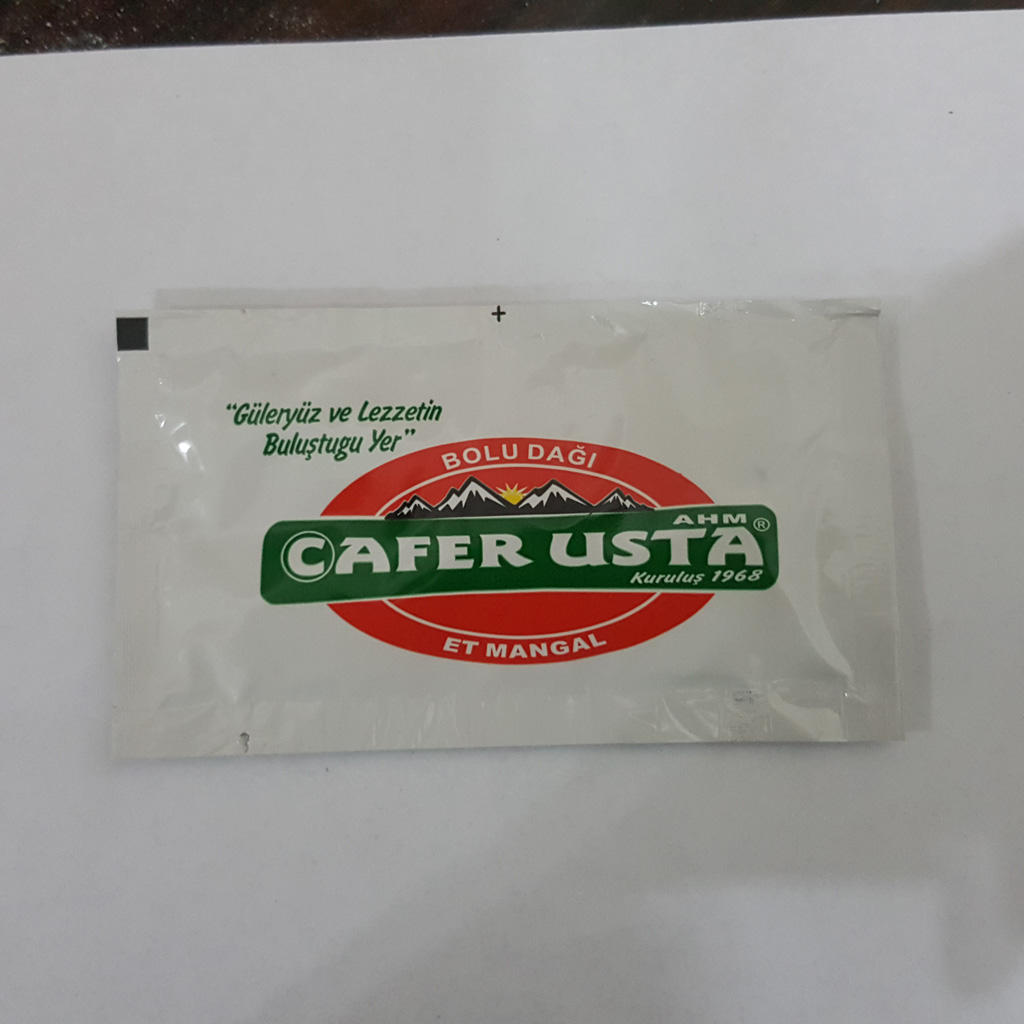 “Güleryüz ve Lezzetin
Buluştugu Yer”
BOLU DAĞI
AHM
CAFER USTA®
Kuruluş 1968
ET MANGAL